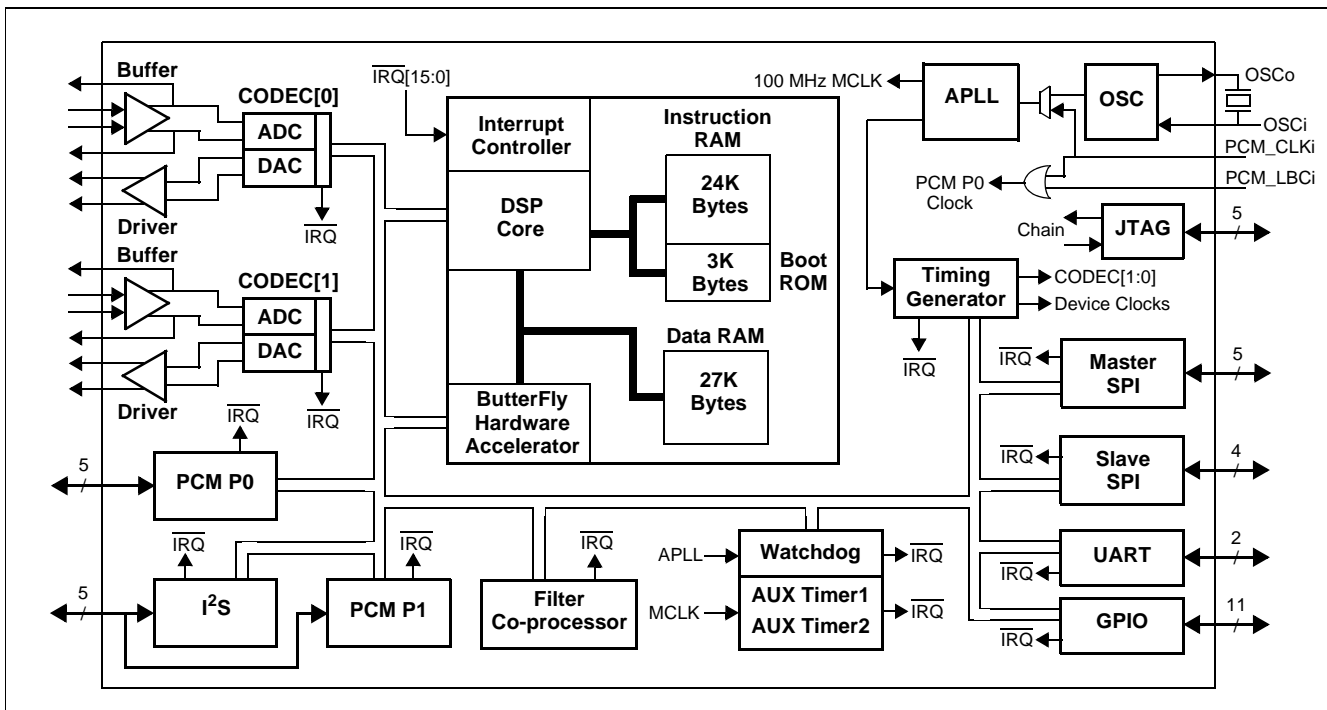 Buffer
CODEC[0]
ADC
DAC
IRQ
Driver
Buffer
CODEC[1]
ADC
DAC
IRQ
Driver
IRQ
5
PCM P0
IRQ
5
I²S
IRQ
PCM P1
IRQ[15:0]
Interrupt
Controller
DSP
Core
Instruction
RAM
24K
Bytes
3K
Bytes
Boot
ROM
Data RAM
27K
Bytes
ButterFly
Hardware
Accelerator
IRQ
Filter
Co-processor
APLL
Watchdog
IRQ
MCLK
AUX Timer1
AUX Timer2
IRQ
100 MHz MCLK
APLL
OSC
OSCo
OSCi
PCM_CLKi
PCM_LBCi
PCM P0
Clock
Chain
JTAG
5
Timing
Generator
CODEC[1:0]
Device Clocks
IRQ
IRQ
Master
SPI
5
IRQ
Slave
SPI
4
IRQ
UART
2
IRQ
GPIO
11